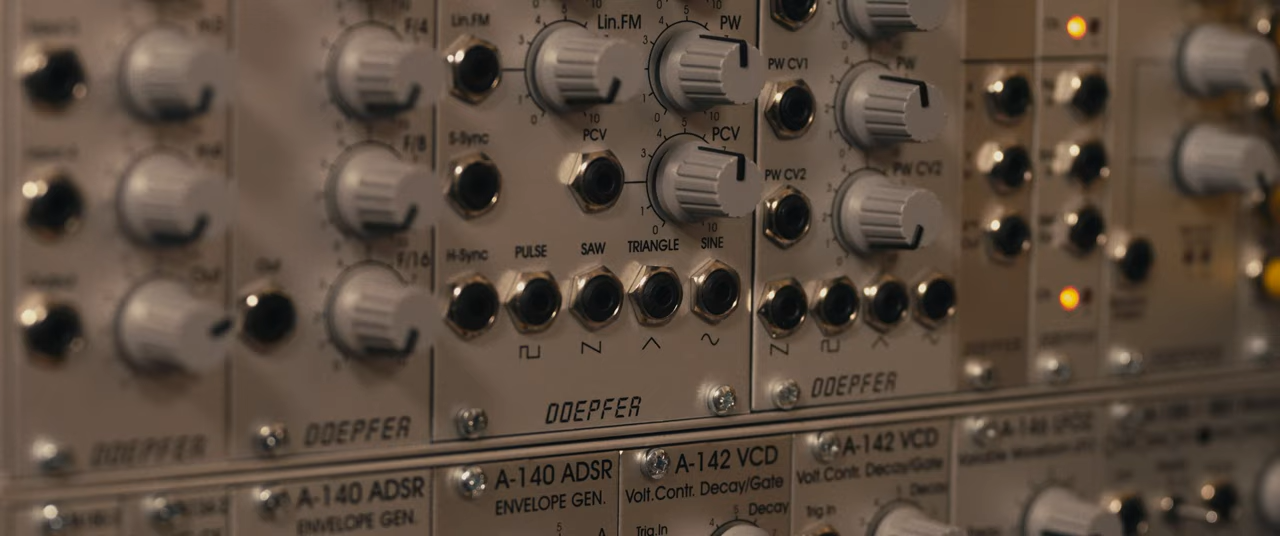 F/4
Lin.FM
Lin.FM
PW
PW CV1
PW
F/8
S-Sync
PCV
PCV
PW CV2
PW CV2
F/16
H-Sync
PULSE
SAW
TRIANGLE
SINE
Out
DOEPFER
DOEPFER
DOEPFER
DOEPFER
A-140 ADSR
ENVELOPE GEN.
A-140 ADSR
ENVELOPE GEN.
A-142 VCD
Volt.Contr. Decay/Gate
Trig.In
Decay
A-142 VCD
Volt.Contr. Decay/Gate
Trig In
Decay